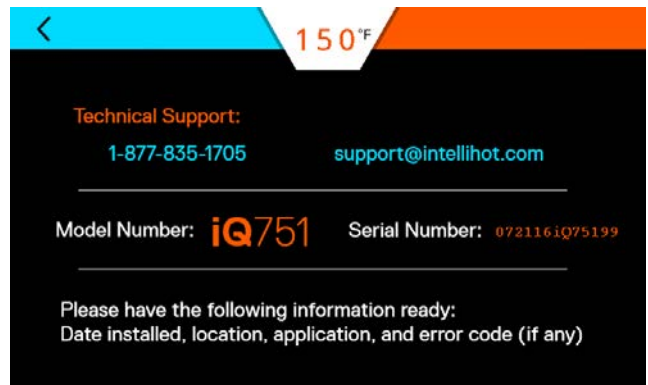 150°F
Technical Support:
1-877-835-1705 support@intellihot.com
Model Number: iQ751 Serial Number: 072116iQ75199
Please have the following information ready:
Date installed, location, application, and error code (if any)